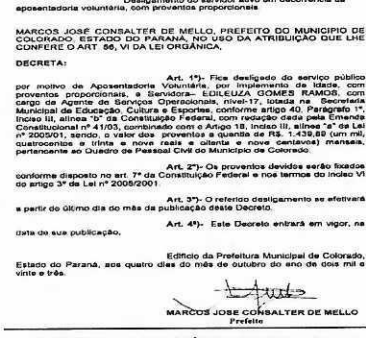 Desligamento do servidor ativo em decorrência da
aposentadoria voluntária, com proventos proporcionais
MARCOS JOSÉ CONSALTER DE MELLO, PREFEITO DO MUNICIPIO DE
COLORADO, ESTADO DO PARANÁ, NO USO DA ATRIBUIÇÃO QUE LHE
CONFERE O ART 56, VI DA LEI ORGÂNICA,
DECRETA:
Art. 1º)- Fica desligado do serviço público
por motivo de Aposentadoria Voluntária, por implemento de idade, com
proventos proporcionais, a Servidora- EDILEUZA GOMES RAMOS, com
cargo de Agente de Serviços Operacionais, nível-17, lotada na Secretaria
Municipal de Educação, Cultura e Esportes, conforme artigo 40, Parágrafo 1º,
Inciso III, alínea "b" da Constituição Federal, com redação dada pela Emenda
Constitucional nº 41/03, combinado com o Artigo 18, Inciso III, alínea "a" da Lei
nº 2005/01, sendo, o valor dos proventos a quantia de R$. 1.439,89 (um mil,
quatrocentos e trinta e nove reais e oitenta e nove centavos) mensais,
pertencente ao Quadro de Pessoal Civil do Município de Colorado.
Art. 2º)- Os proventos devidos serão fixados
conforme disposto no art. 7º da Constituição Federal e nos termos do inciso VI
do artigo 3º da Lei nº 2005/2001.
Art. 3º)- O referido desligamento se efetivará
a partir do último dia do mês da publicação deste Decreto.
Art. 4º)- Este Decreto entrará em vigor, na
data de sua publicação,
Edifício da Prefeitura Municipal de Colorado,
Estado do Paraná, aos quatro dias do mês de outubro do ano de dois mil e
vinte e três.
MARCOS JOSÉ CONSALTER DE MELLO
Prefeito